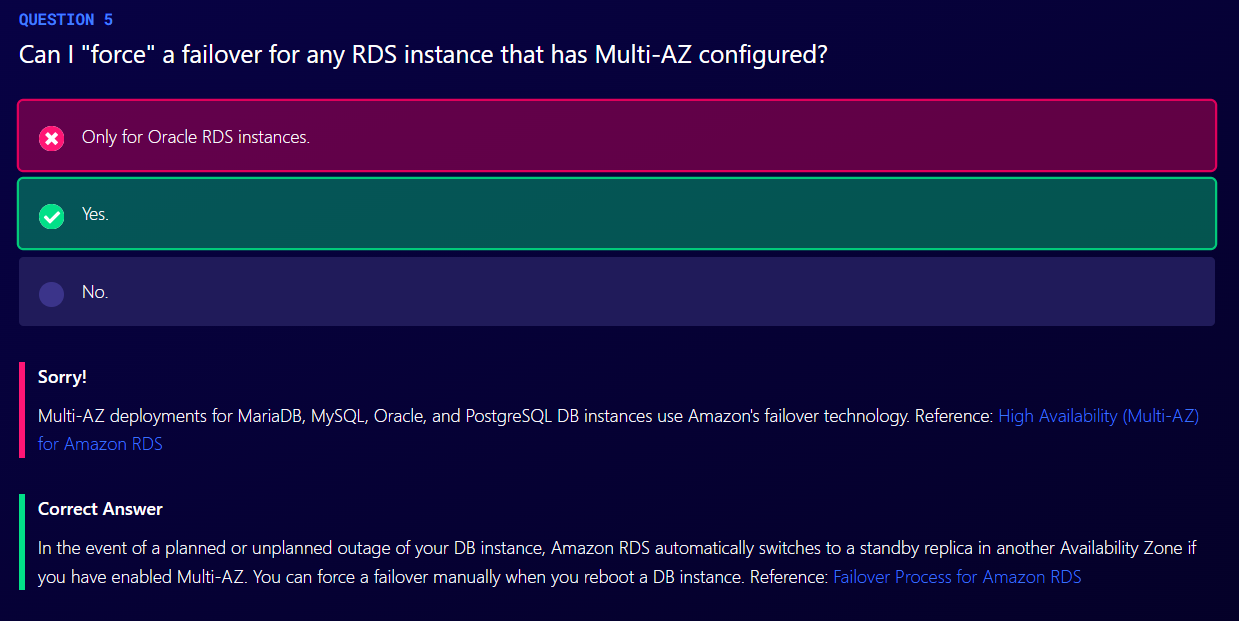 QUESTION 5
Can I "force" a failover for any RDS instance that has Multi-AZ configured?
Only for Oracle RDS instances.
Yes.
No.
Sorry!
Multi-AZ deployments for MariaDB, MySQL, Oracle, and PostgreSQL DB instances use Amazon's failover technology. Reference: High Availability (Multi-AZ)
for Amazon RDS
Correct Answer
In the event of a planned or unplanned outage of your DB instance, Amazon RDS automatically switches to a standby replica in another Availability Zone if
you have enabled Multi-AZ. You can force a failover manually when you reboot a DB instance. Reference: Failover Process for Amazon RDS